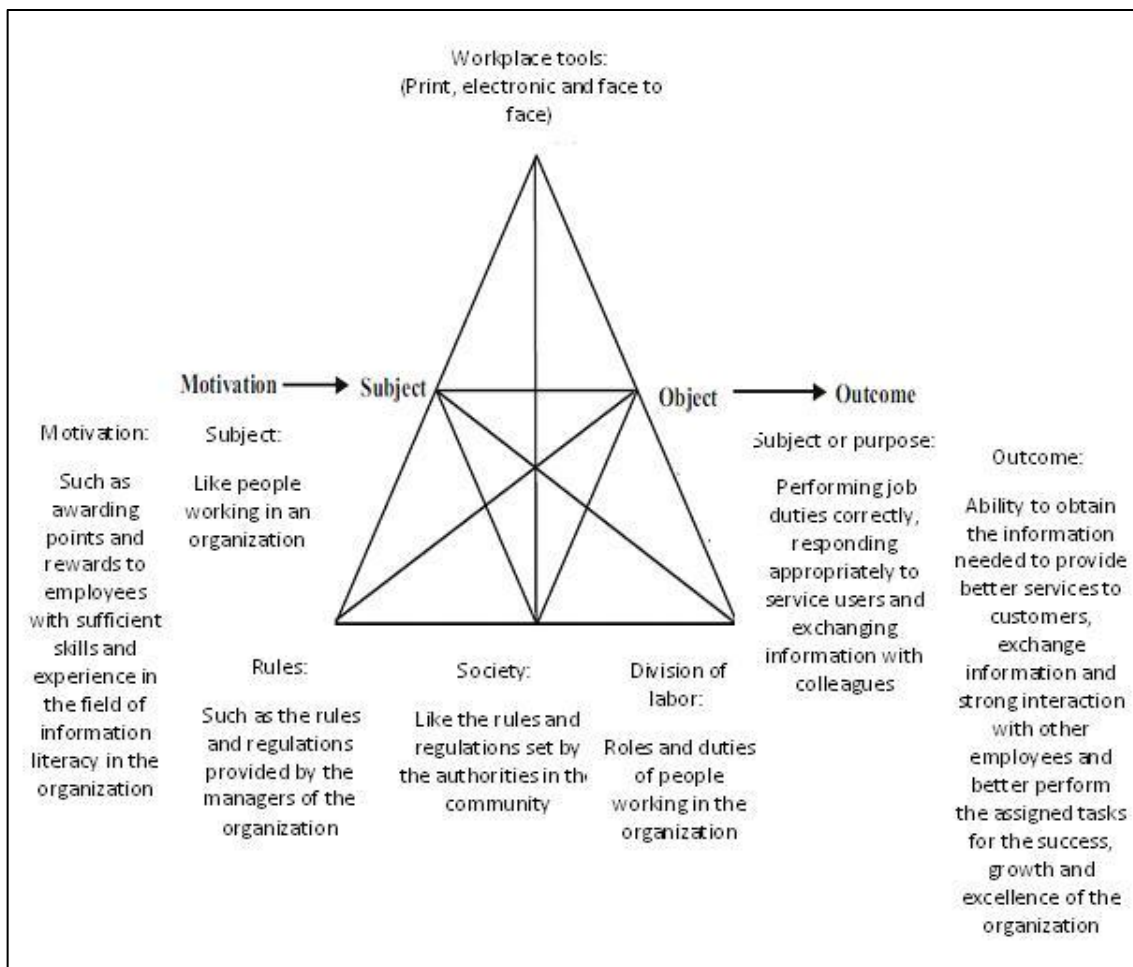 Workplace tools:
(Print, electronic and face to
face)
Motivation
Subject
Object
Outcome
Motivation:
Such as
awarding
points and
rewards to
employees
with sufficient
skills and
experience in
the field of
information
literacy in the
organization
Subject:
Like people
working in an
organization
Subject or purpose:
Performing job
duties correctly,
responding
appropriately to
service users and
exchanging
information with
colleagues
Outcome:
Ability to obtain
the information
needed to provide
better services to
customers,
exchange
information and
strong interaction
with other
employees and
better perform
the assigned tasks
for the success,
growth and
excellence of the
organization
Rules:
Such as the rules
and regulations
provided by the
managers of the
organization
Society:
Like the rules and
regulations set by
the authorities in the
community
Division of
labor:
Roles and duties
of people
working in the
organization